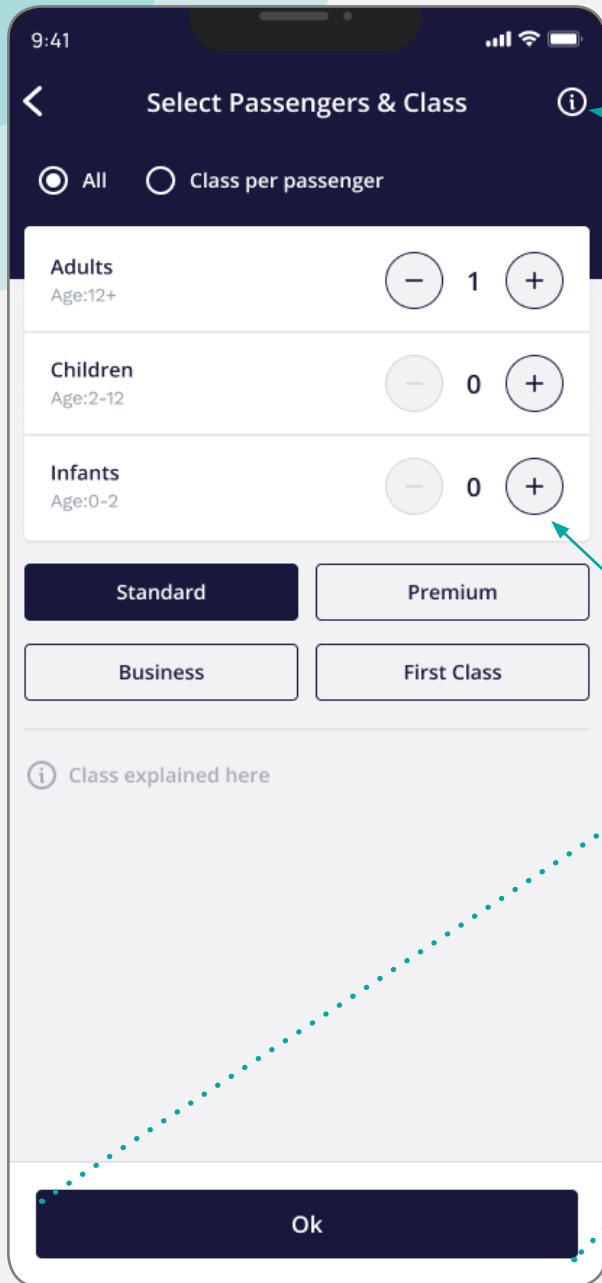 9:41
Select Passengers & Class
All Class per passenger
Adults
Age:12+
1
Children
Age:2-12
0
Infants
Age:0-2
0
Standard Premium
Business First Class
Class explained here
Ok